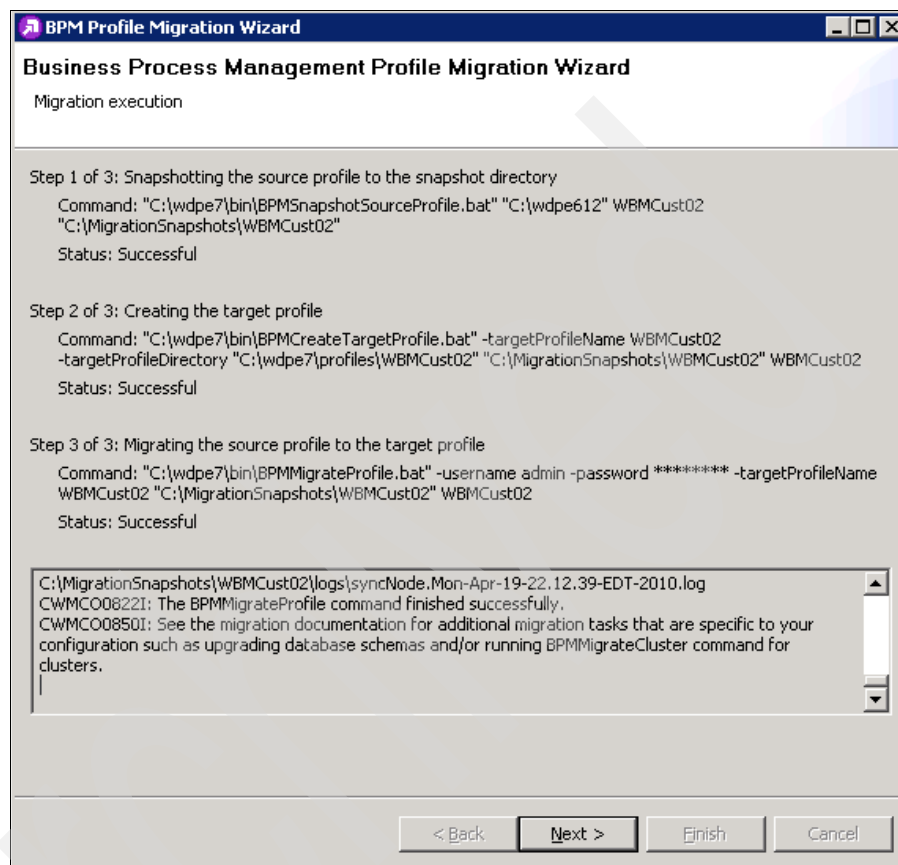 BPM Profile Migration Wizard
Business Process Management Profile Migration Wizard
Migration execution
Step 1 of 3: Snapshotting the source profile to the snapshot directory
Command: "C:\wdpe7\bin\BPMSnapshotSourceProfile.bat" "C:\wdpe612" WBMCust02
"C:\MigrationSnapshots\WBMCust02"
Status: Successful
Step 2 of 3: Creating the target profile
Command: "C:\wdpe7\bin\BPMCreateTargetProfile.bat" -targetProfileName WBMCust02
-targetProfileDirectory "C:\wdpe7\profiles\WBMCust02" "C:\MigrationSnapshots\WBMCust02" WBMCust02
Status: Successful
Step 3 of 3: Migrating the source profile to the target profile
Command: "C:\wdpe7\bin\BPMMigrateProfile.bat" -username admin -password ******** -targetProfileName
WBMCust02 "C:\MigrationSnapshots\WBMCust02" WBMCust02
Status: Successful
C:\MigrationSnapshots\WBMCust02\logs\syncNode.Mon-Apr-19-22.12.39-EDT-2010.log
CWMCO0822I: The BPMMigrateProfile command finished successfully.
CWMCO0850I: See the migration documentation for additional migration tasks that are specific to your
configuration such as upgrading database schemas and/or running BPMMigrateCluster command for
clusters.
< Back Next > Finish Cancel